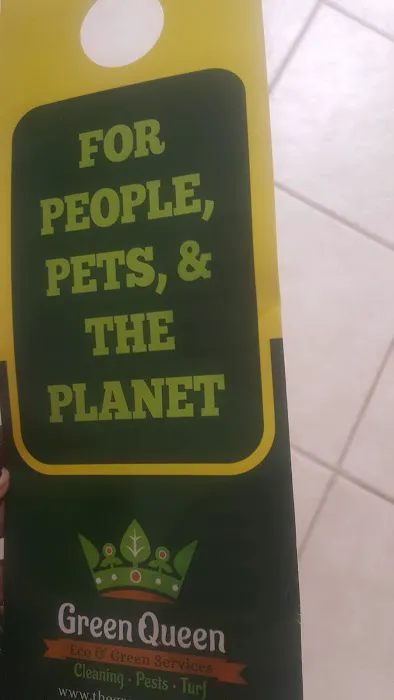 FOR
PEOPLE,
PETS, &
THE
PLANET
Green Queen
Eco & Green Services
Cleaning · Pests · Turf